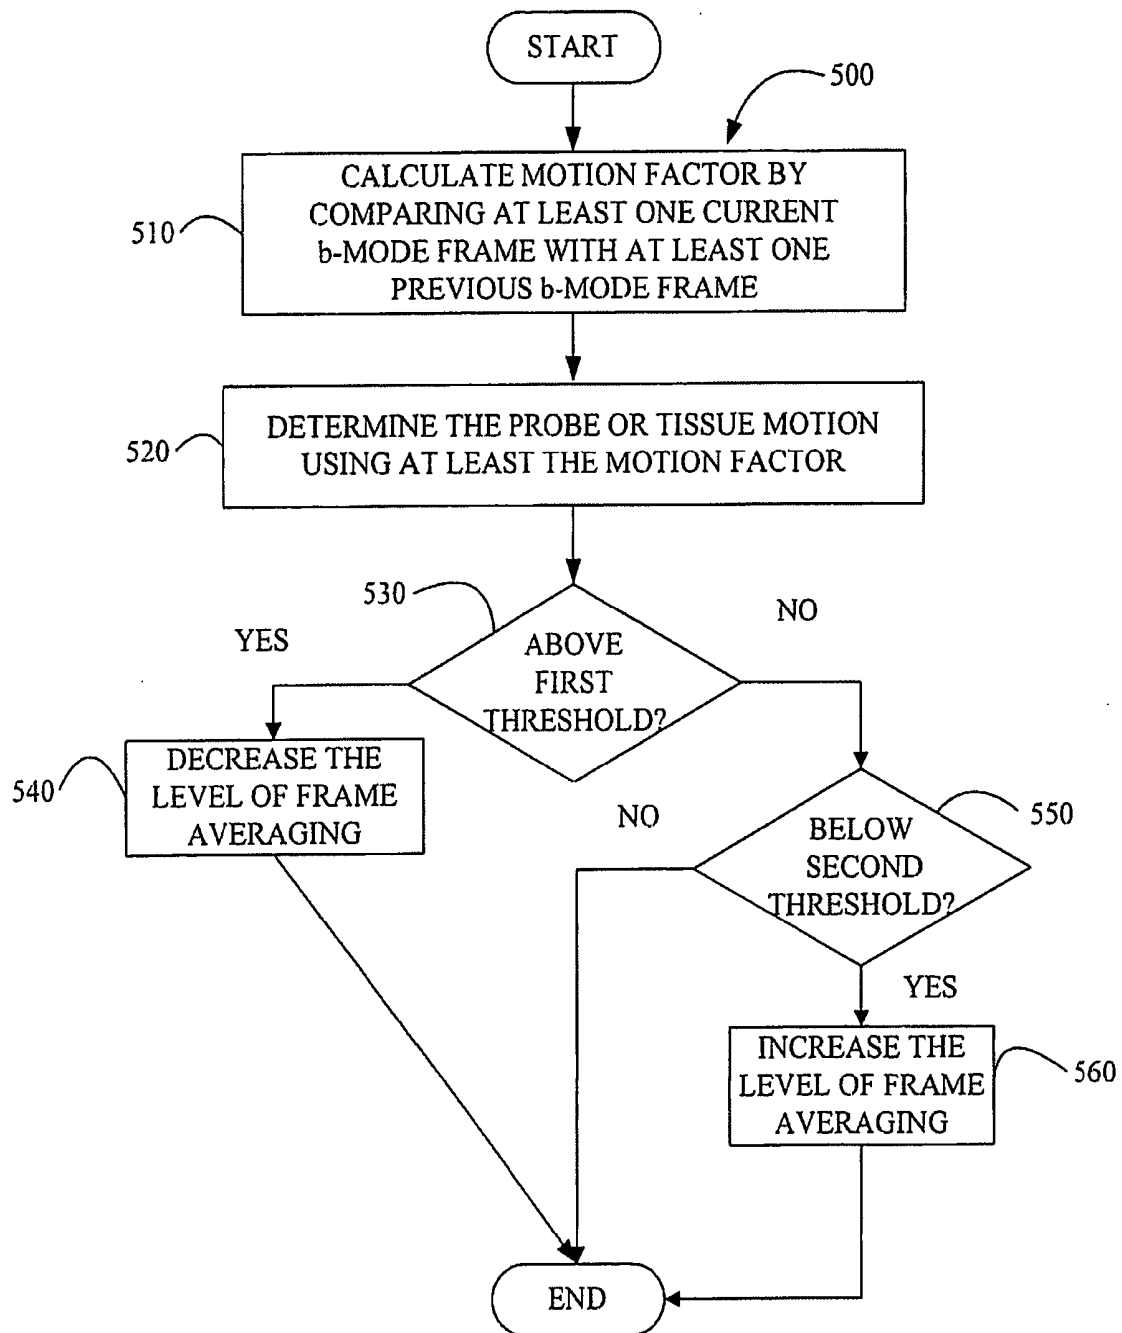 START
500
CALCULATE MOTION FACTOR BY
COMPARING AT LEAST ONE CURRENT
b-MODE FRAME WITH AT LEAST ONE
PREVIOUS b-MODE FRAME
510
DETERMINE THE PROBE OR TISSUE MOTION
USING AT LEAST THE MOTION FACTOR
520
530
YES
NO
ABOVE
FIRST
THRESHOLD?
DECREASE THE
LEVEL OF FRAME
AVERAGING
540
NO
550
BELOW
SECOND
THRESHOLD?
YES
INCREASE THE
LEVEL OF FRAME
AVERAGING
560
END